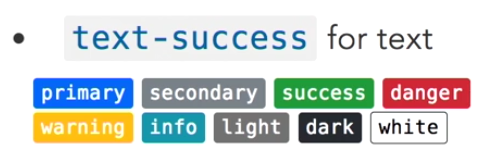 • text-success for text
primary secondary success danger
warning info light dark white